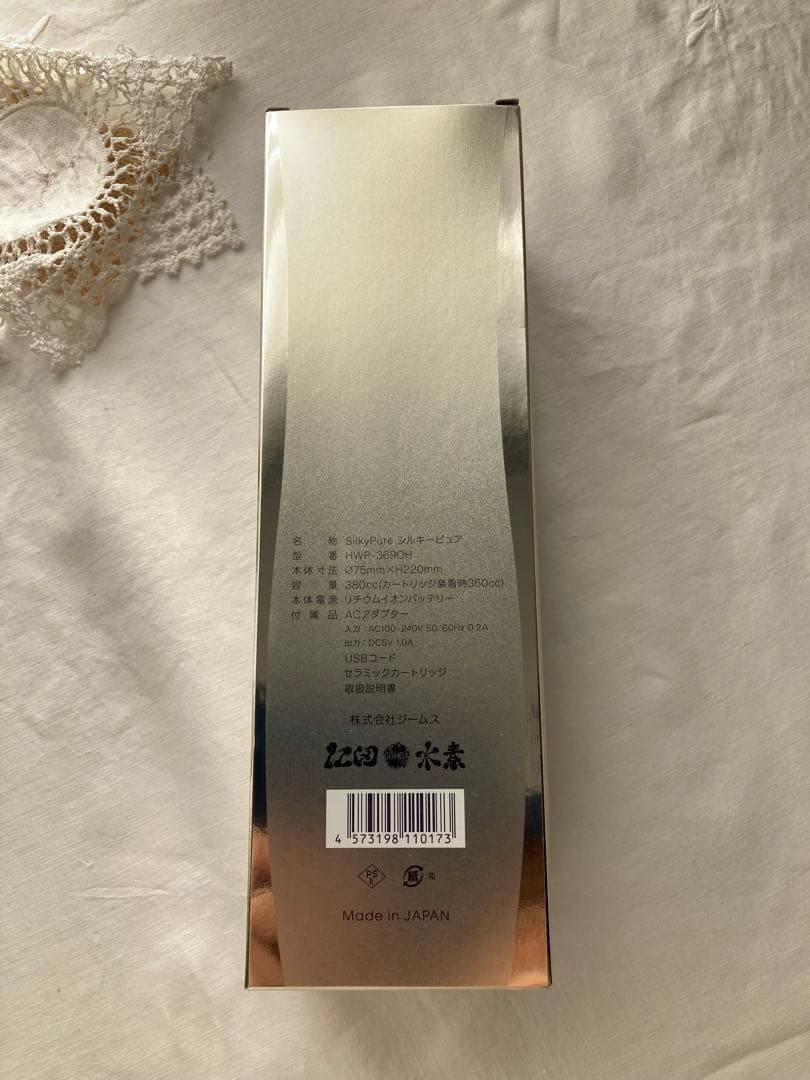 名称 SilkyPure シルキーピュア
型番 HWP-369OH
本体寸法 Ø75mm×H220mm
容量 380cc(カートリッジ装着時360cc)
本体電源 リチウムイオンバッテリー
付属品 ACアダプター
入力：AC100-240V 50/60Hz 0.2A
出力：DC5V 1.0A
USBコード
セラミックカートリッジ
取扱説明書
株式会社ジームス
江田 水素
4 573198 110173
PS E 紙 箱
Made in JAPAN